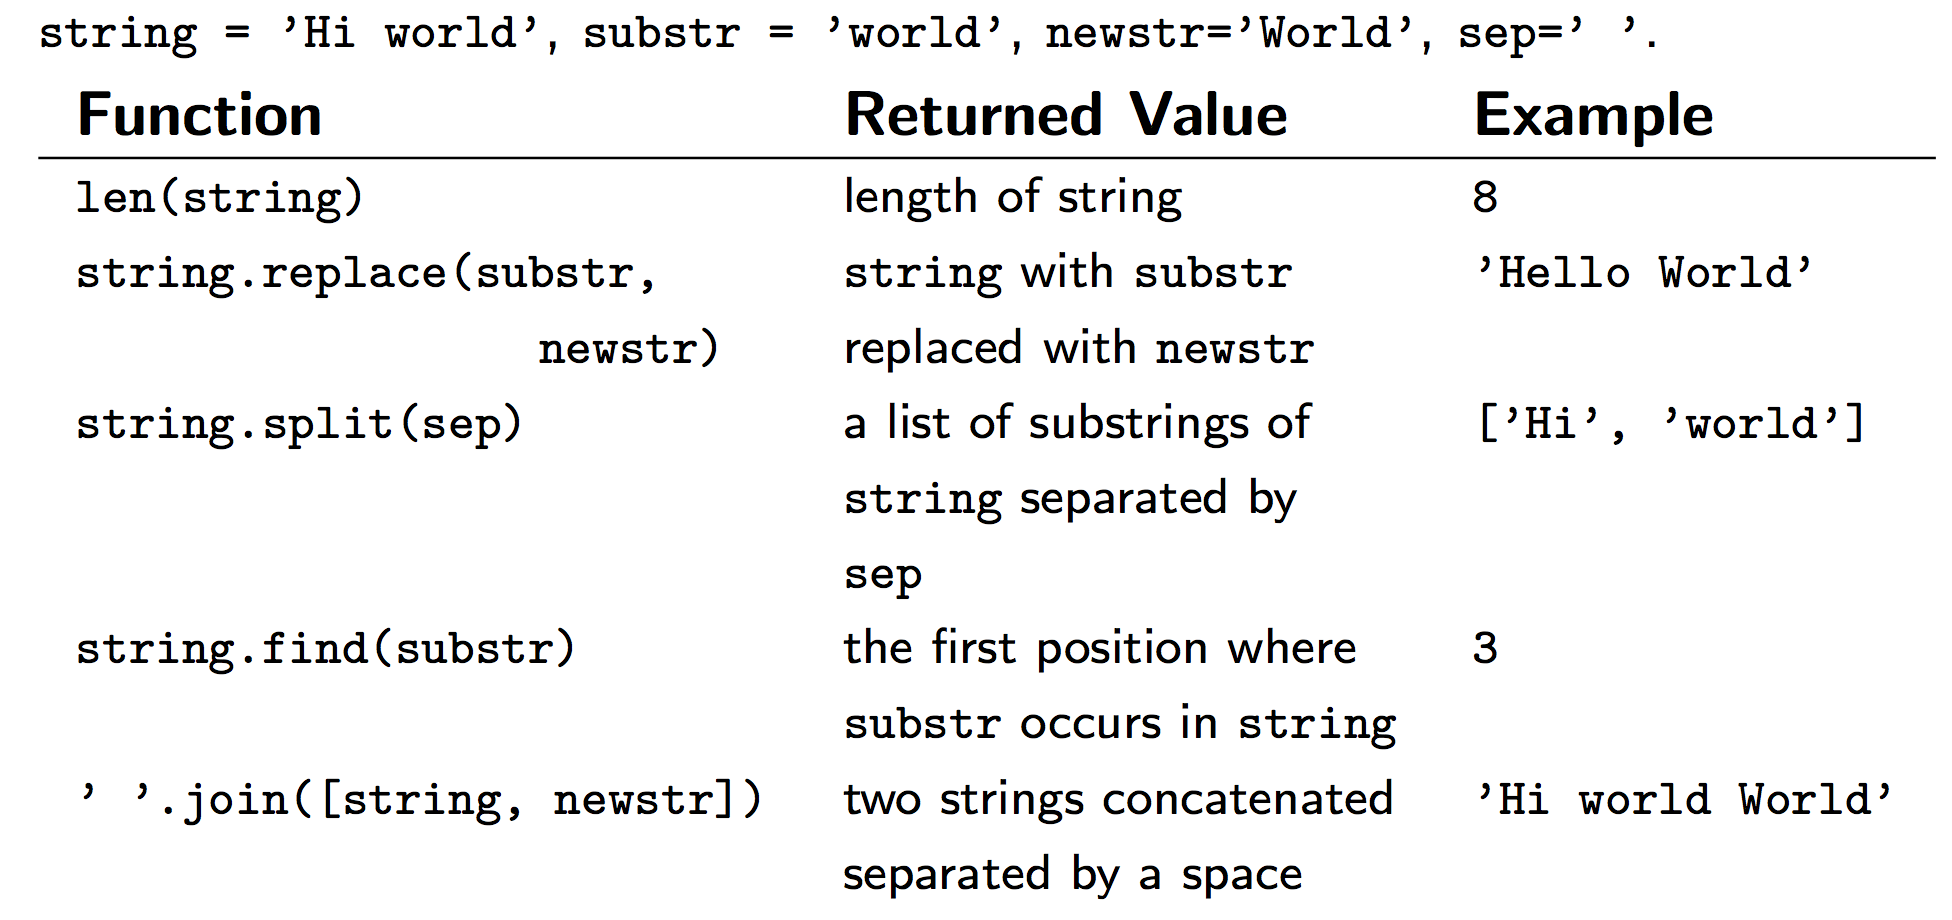 string = ’Hi world’, substr = ’world’, newstr=’World’, sep=’ ’.
Function Returned Value Example
len(string) length of string 8
string.replace(substr, string with substr ’Hello World’
newstr) replaced with newstr
string.split(sep) a list of substrings of [’Hi’, ’world’]
string separated by
sep
string.find(substr) the first position where 3
substr occurs in string
’ ’.join([string, newstr]) two strings concatenated ’Hi world World’
separated by a space